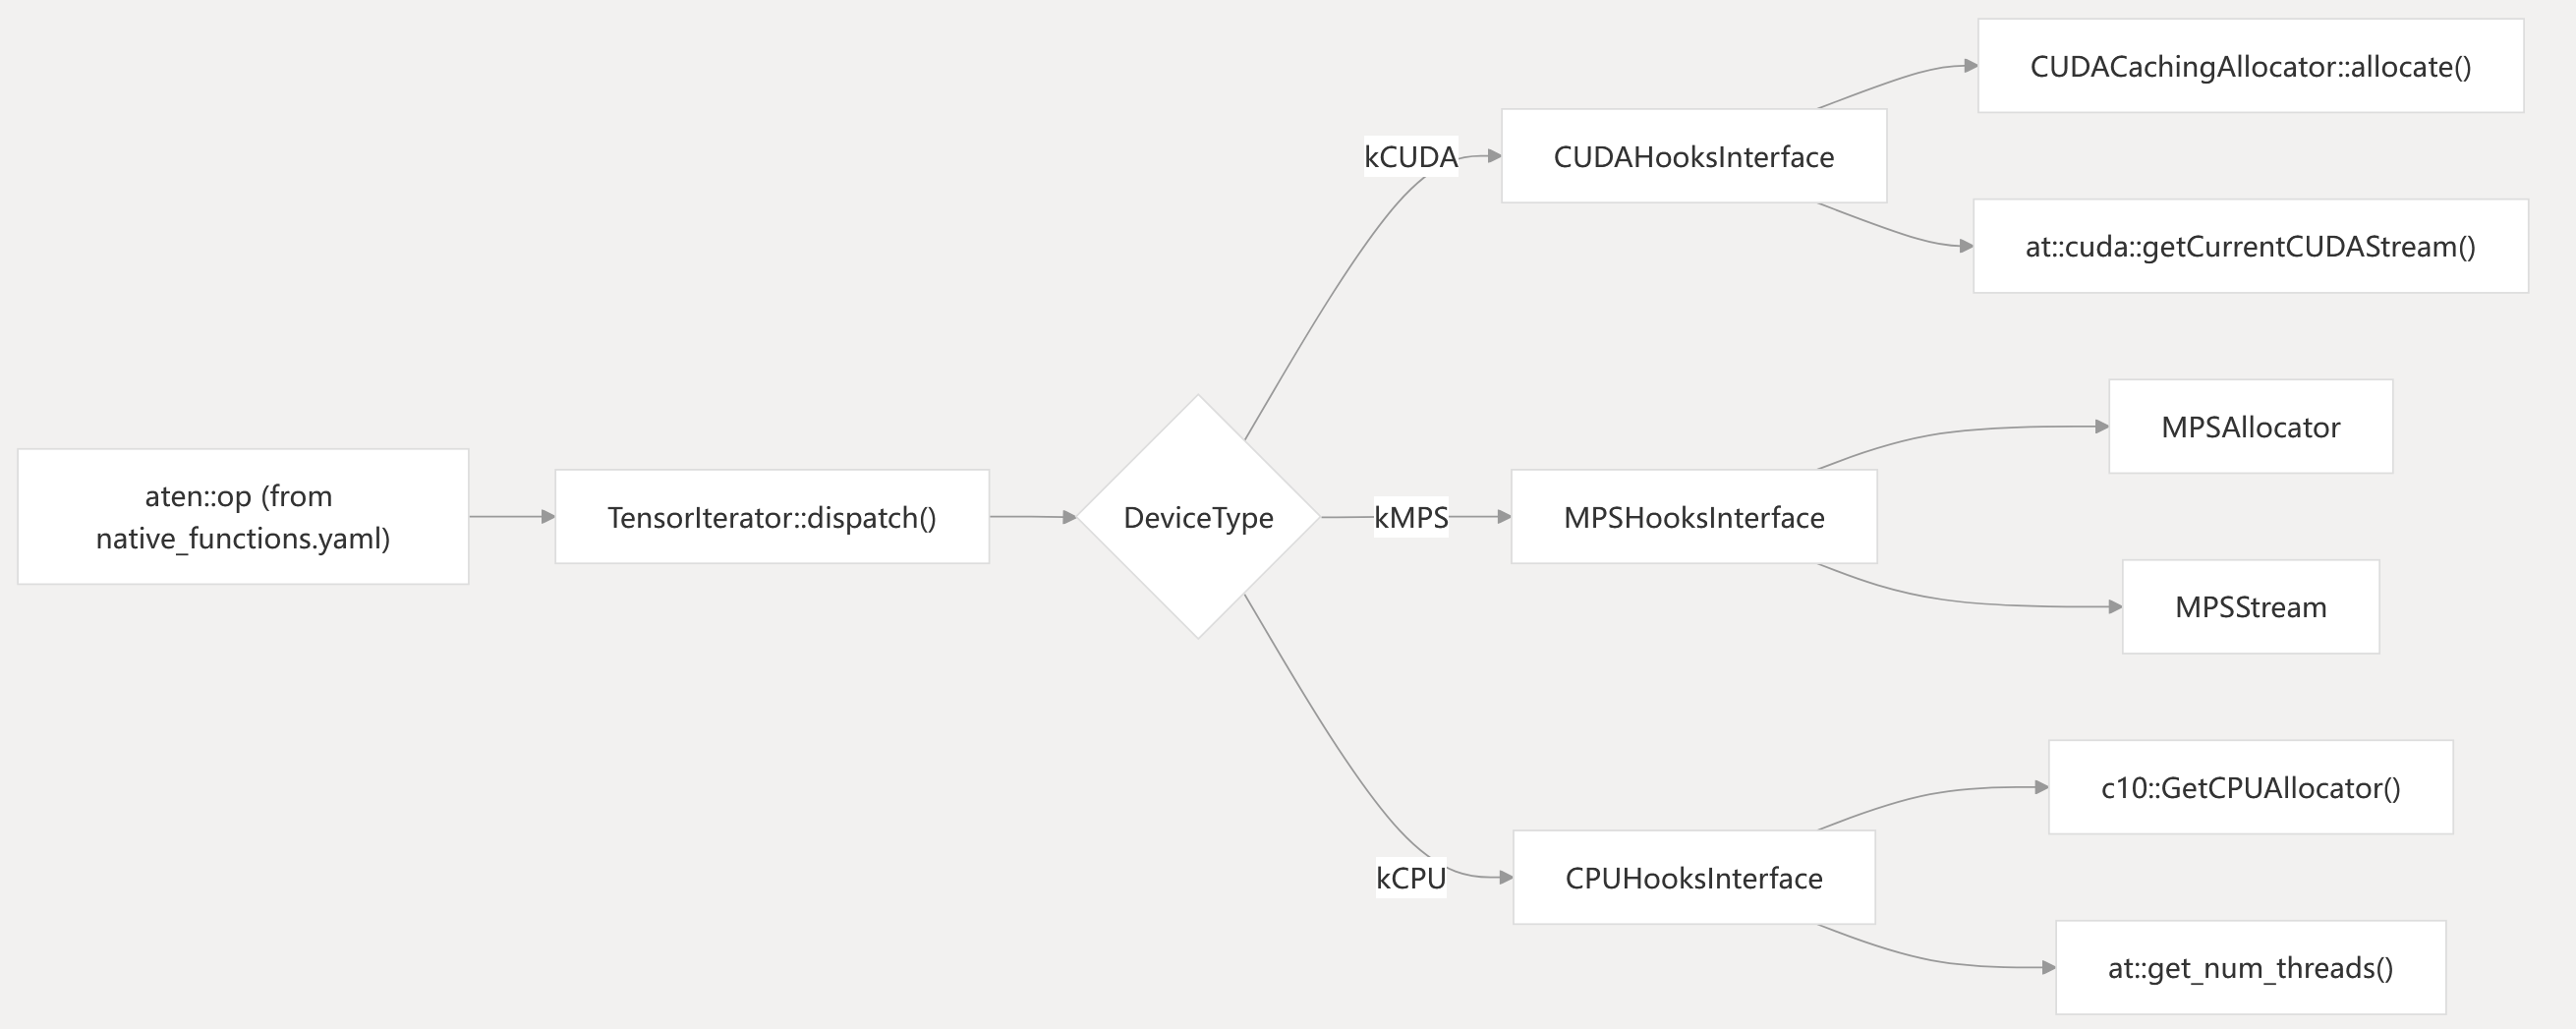 aten::op (from
native_functions.yaml)
TensorIterator::dispatch()
DeviceType
kCUDA
kMPS
kCPU
CUDAHooksInterface
MPSHooksInterface
CPUHooksInterface
CUDACachingAllocator::allocate()
at::cuda::getCurrentCUDAStream()
MPSAllocator
MPSStream
c10::GetCPUAllocator()
at::get_num_threads()